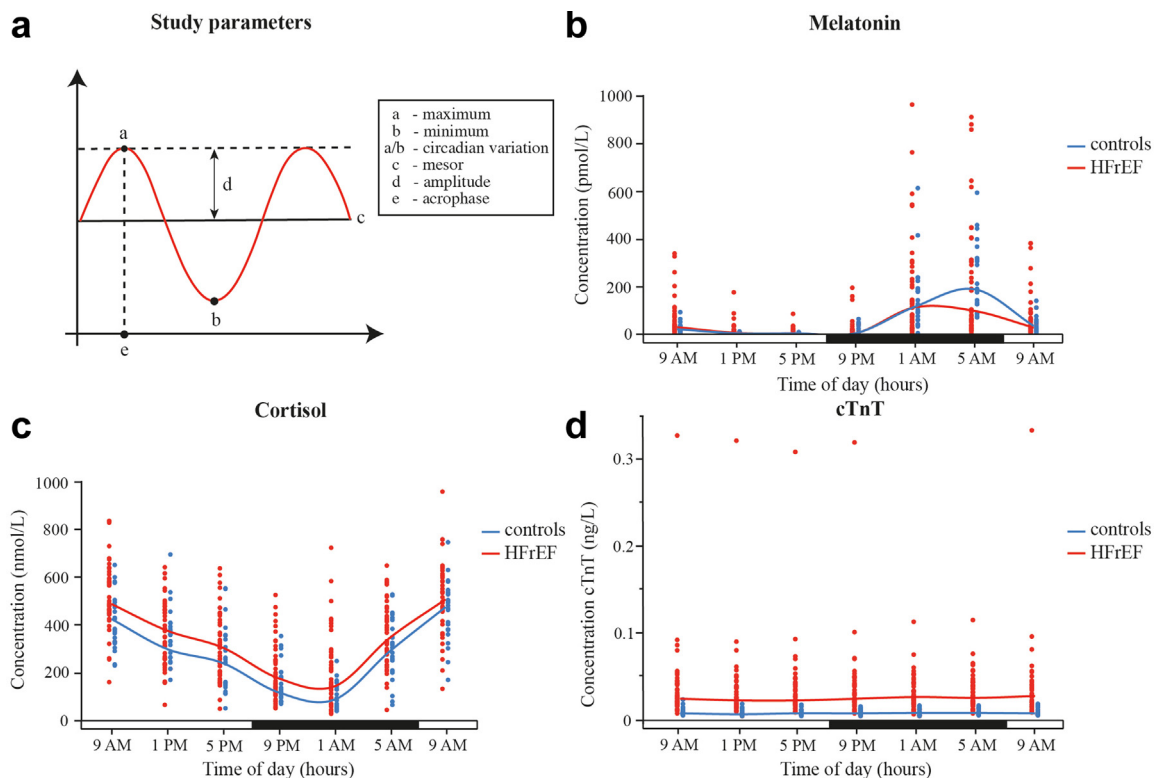 a
Study parameters
a
b
c
d
e
a - maximum
b - minimum
a/b - circadian variation
c - mesor
d - amplitude
e - acrophase
b
Melatonin
Concentration (pmol/L)
1000
800
600
400
200
0
9 AM 1 PM 5 PM 9 PM 1 AM 5 AM 9 AM
Time of day (hours)
controls
HFrEF
c
Cortisol
Concentration (nmol/L)
1000
800
600
400
200
0
9 AM 1 PM 5 PM 9 PM 1 AM 5 AM 9 AM
Time of day (hours)
controls
HFrEF
d
cTnT
Concentration cTnT (ng/L)
0.3
0.2
0.1
0
9 AM 1 PM 5 PM 9 PM 1 AM 5 AM 9 AM
Time of day (hours)
controls
HFrEF